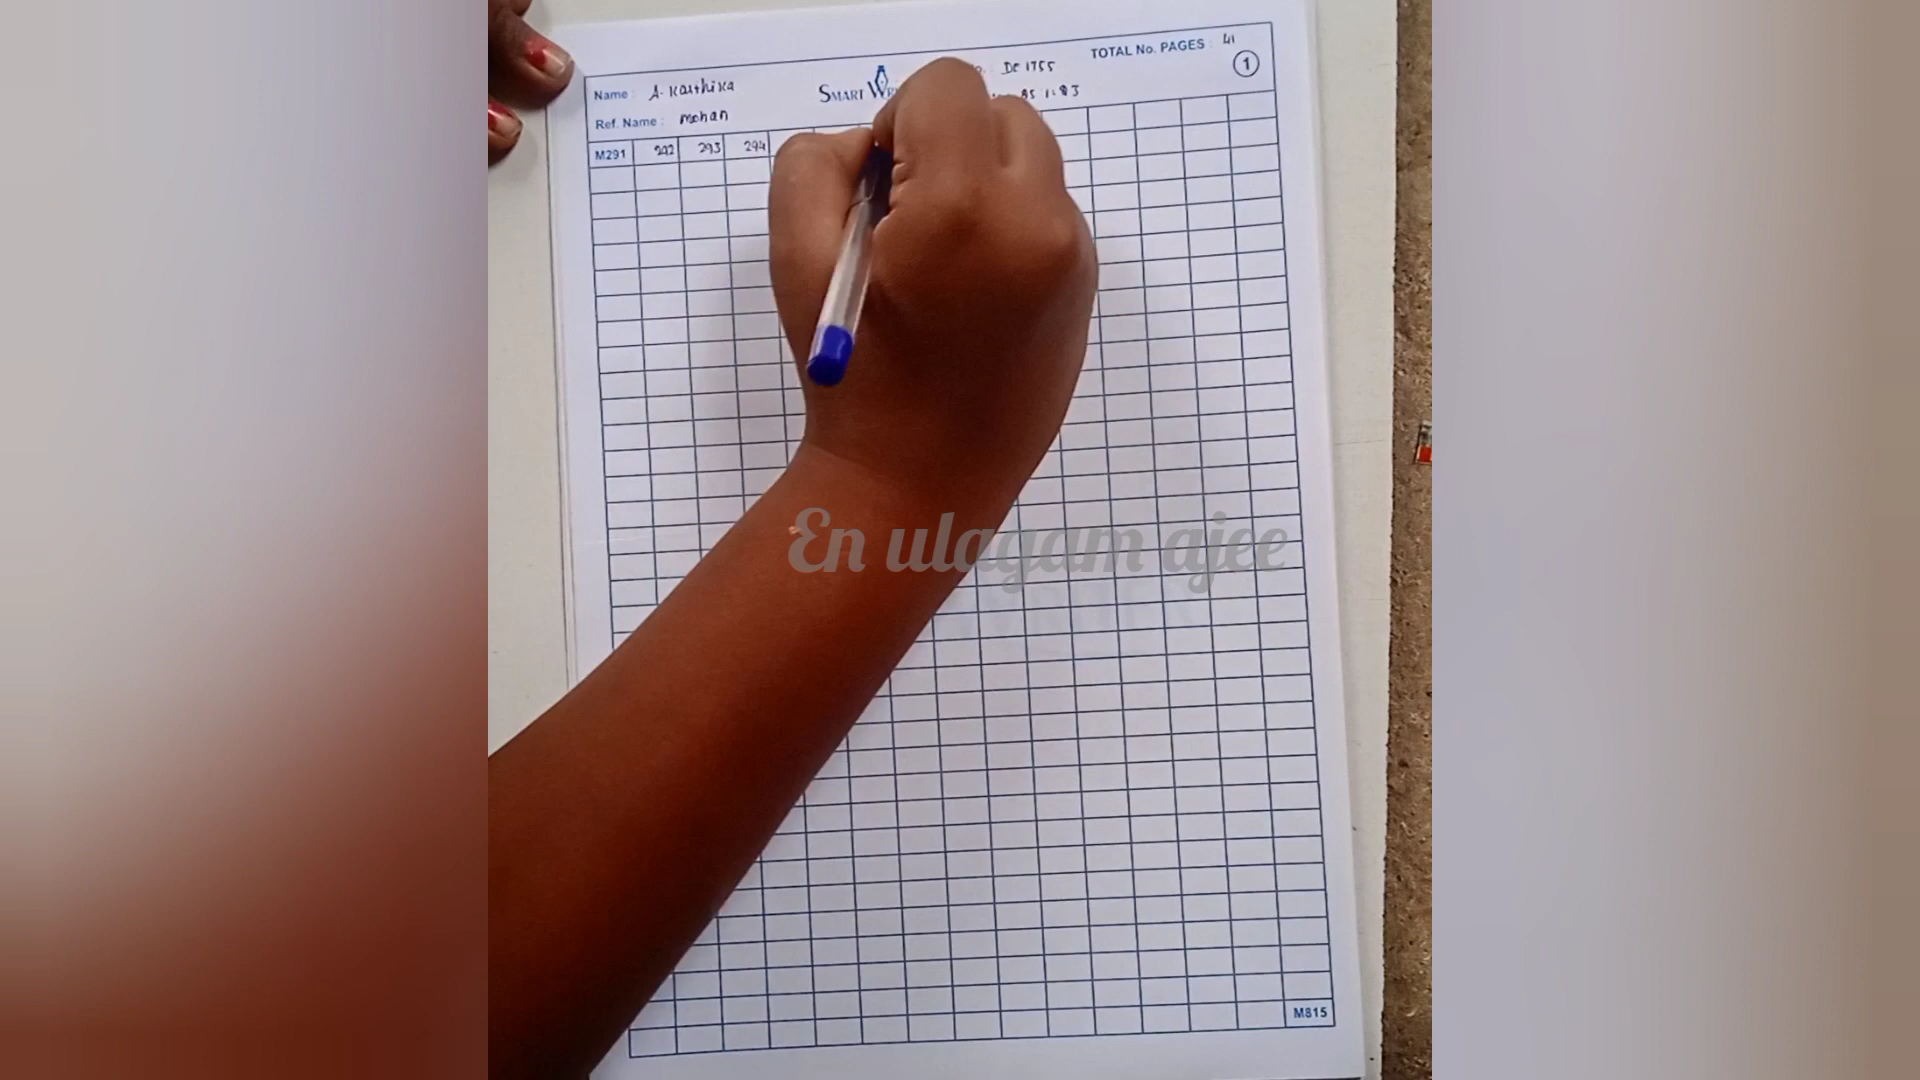 TOTAL No. PAGES : 41
1
Name : A. Karthika
SMART
DC 1755
Ref. Name : mohan
M291 292 293 294
En ulagam ajee
M815